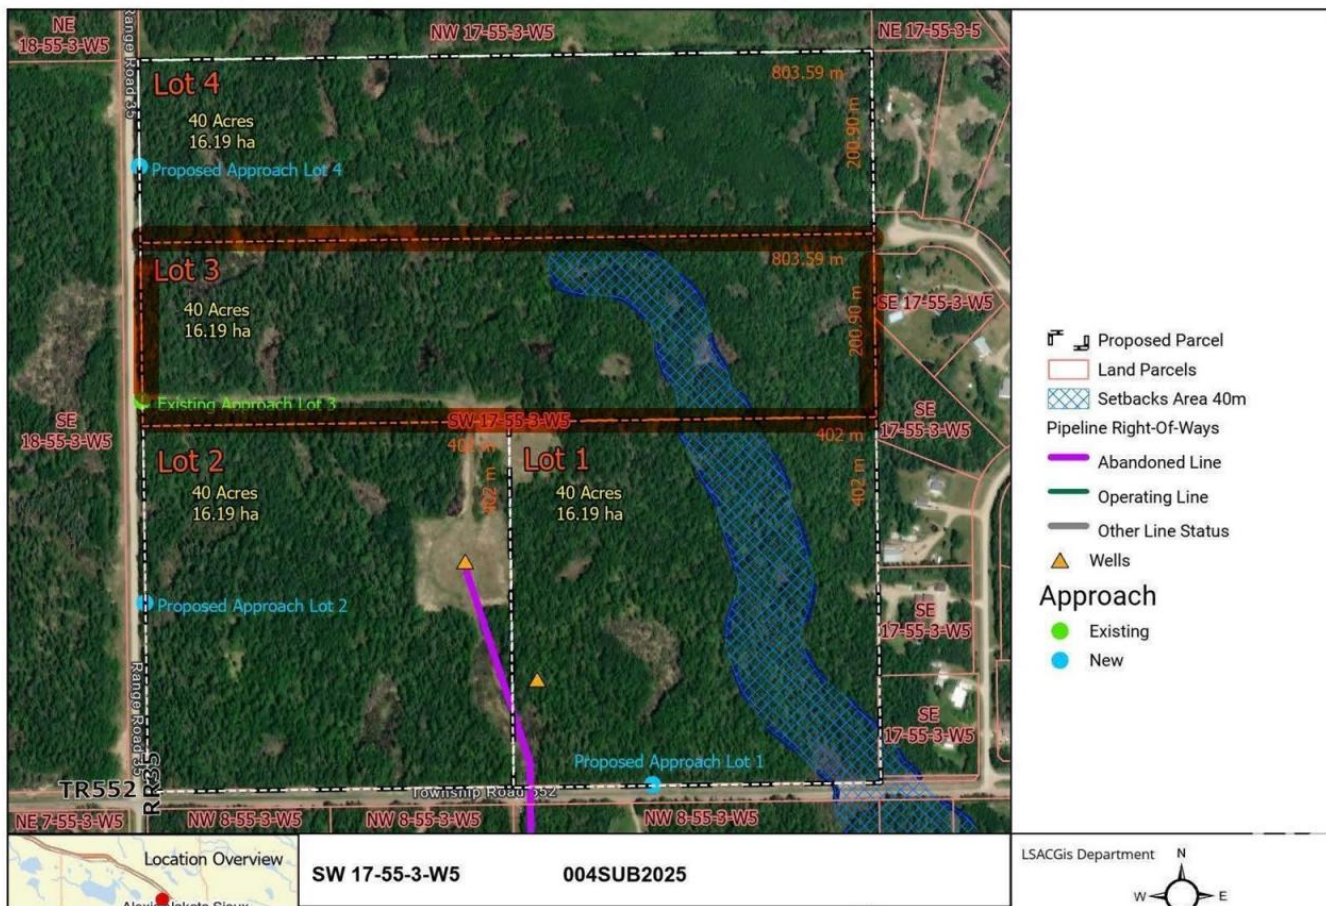 NE
18-55-3-W5
Range Road 35
NW 17-55-3-W5
NE 17-55-3-5
Lot 4
803.59 m
40 Acres
16.19 ha
200.90 m
Proposed Approach Lot 4
Lot 3
803.59 m
40 Acres
16.19 ha
SE 17-55-3-W5
200.90 m
Existing Approach Lot 3
SW 17-55-3-W5
SE
18-55-3-W5
SE
17-55-3-W5
402 m
Lot 2
402 m
Lot 1
402 m
40 Acres
16.19 ha
40 Acres
16.19 ha
Proposed Approach Lot 2
SE
17-55-3-W5
Range Road 35
SE
17-55-3-W5
Proposed Approach Lot 1
TR552
RR35
Township Road 552
NE 7-55-3-W5
NW 8-55-3-W5
NW 8-55-3-W5
NW 8-55-3-W5
Proposed Parcel
Land Parcels
Setbacks Area 40m
Pipeline Right-Of-Ways
Abandoned Line
Operating Line
Other Line Status
Wells
Approach
Existing
New
Location Overview
SW 17-55-3-W5
004SUB2025
LSACGis Department
N
W
E